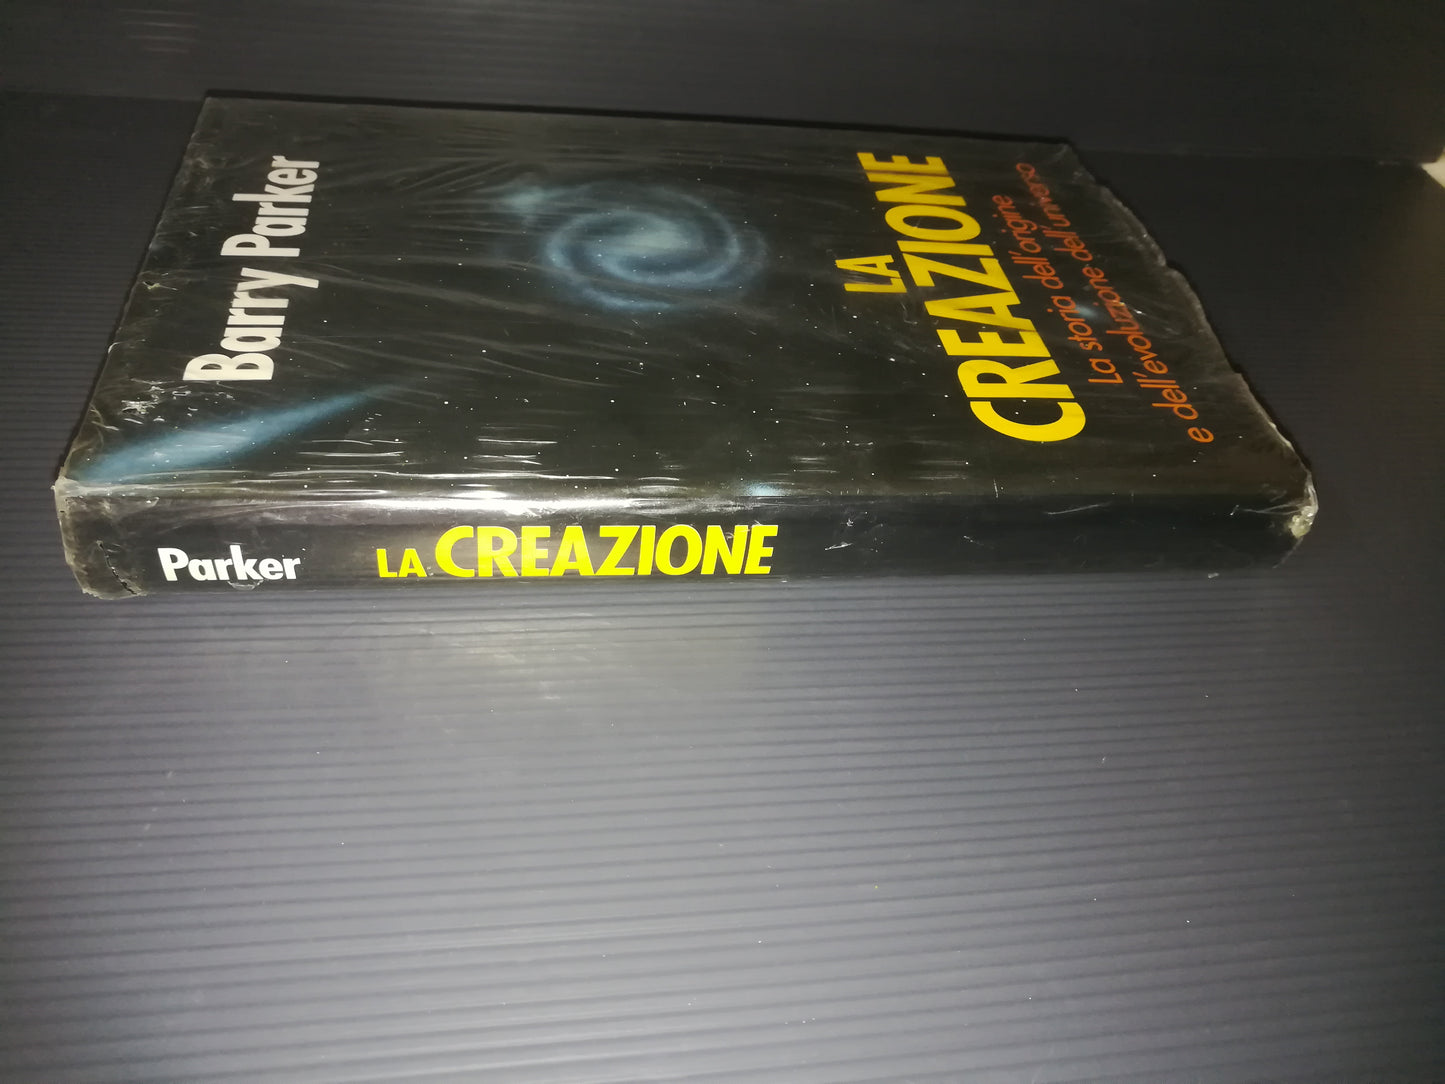 Barry Parker
LA
CREAZIONE
La storia dell'origine
e dell'evoluzione dell'universo
Parker LA CREAZIONE